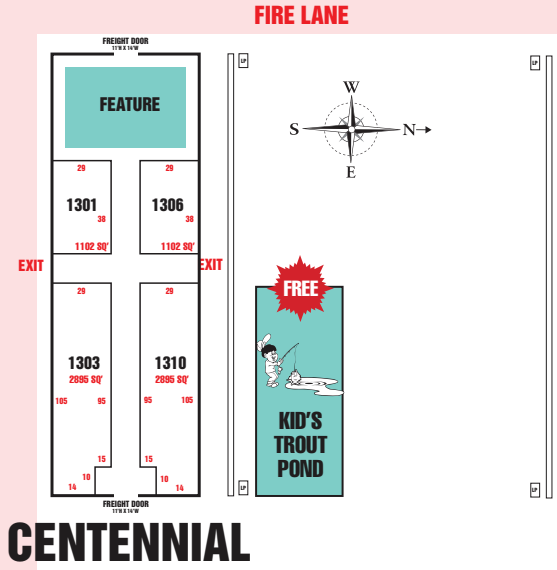 FIRE LANE
FREIGHT DOOR
11'H X 14'W
LP
LP
FEATURE
W
S
N
E
29
29
1301
1306
38
38
1102 SQ'
1102 SQ'
EXIT
EXIT
29
29
FREE
1303
1310
2895 SQ'
2895 SQ'
105
95
95
105
KID'S
TROUT
POND
15
15
10
10
14
14
LP
LP
FREIGHT DOOR
11'H X 14'W
CENTENNIAL